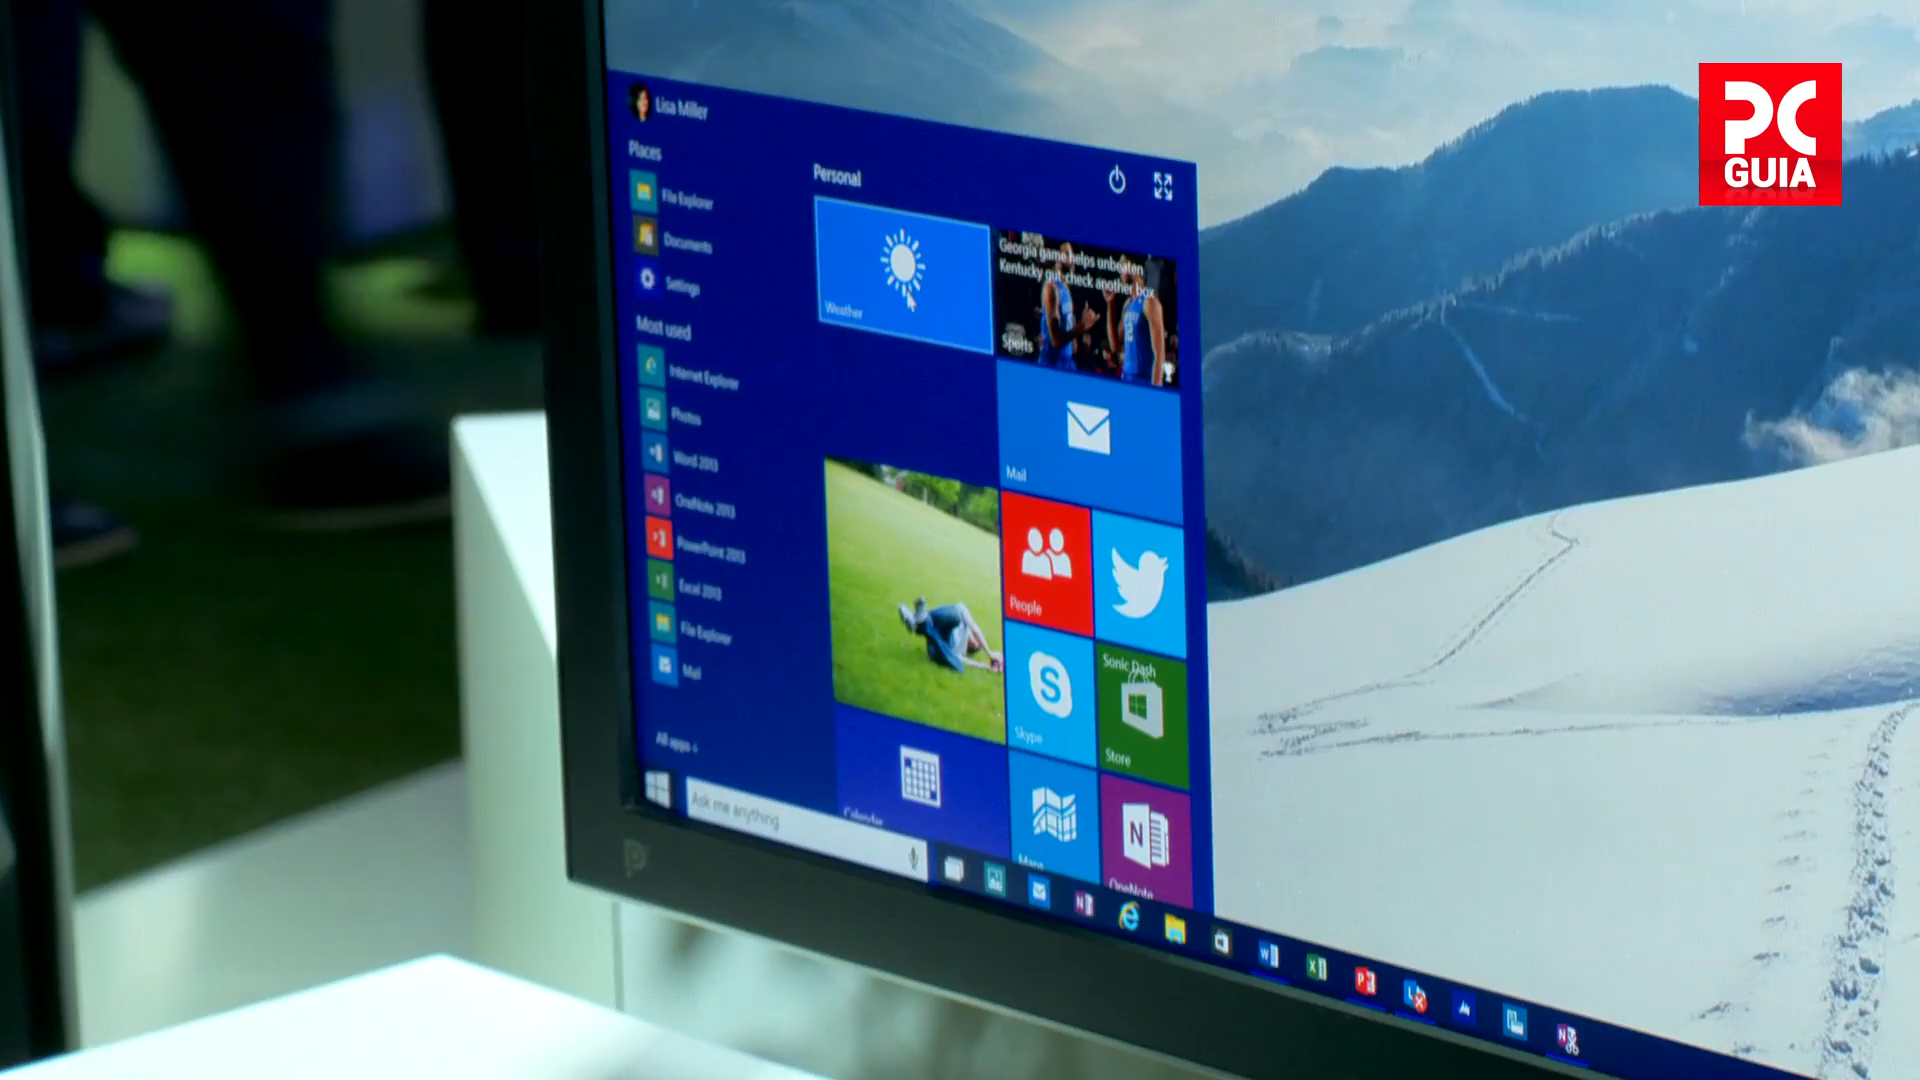 PC
GUIA
Lisa Miller
Places
File Explorer
Documents
Settings
Most used
Internet Explorer
Photos
Word 2013
OneNote 2013
PowerPoint 2013
Excel 2013
File Explorer
Mail
All apps
Ask me anything
Personal
Weather
Georgia game helps unbeaten
Kentucky gut-check another box
Sports
Mail
People
Skype
Sonic Dash
Store
Calendar
Maps
OneNote